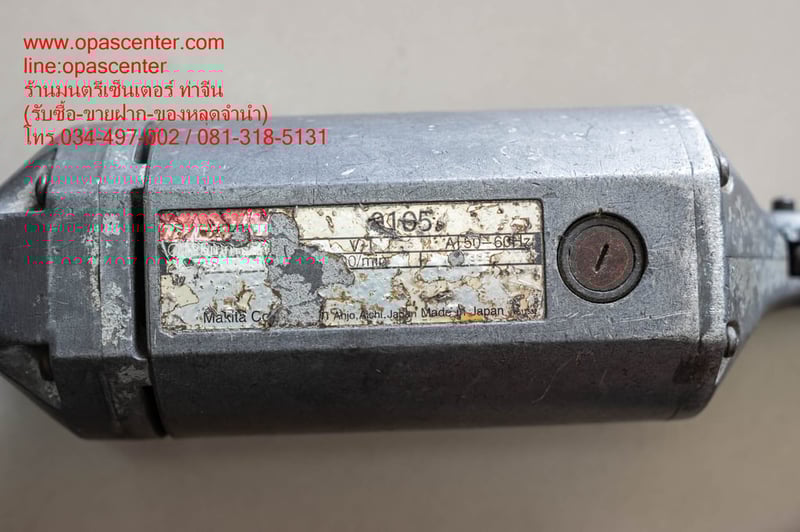 www.opascenter.com
line:opascenter
ร้านมนตรีเซ็นเตอร์ ท่าจีน
(รับซื้อ-ขายฝาก-ของหลุดจำนำ)
โทร.034-497-002 / 081-318-5131
V
A 50-60Hz
0/min
Makita Co
n Anjo, Aichi, Japan Made in Japan